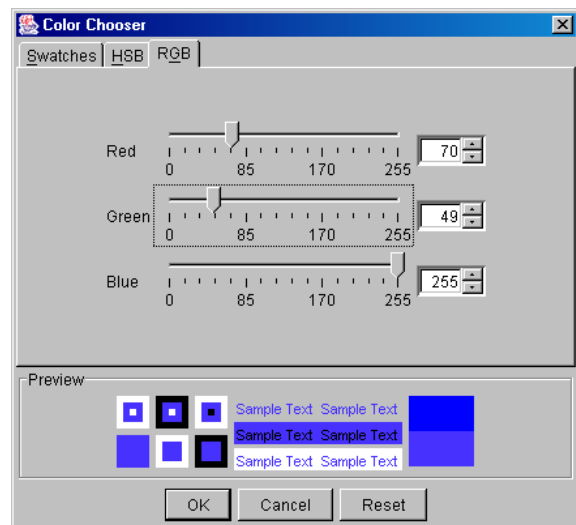 Color Chooser
Swatches HSB RGB
Red 70
0 85 170 255
Green 49
0 85 170 255
Blue 255
0 85 170 255
Preview
Sample Text Sample Text
Sample Text Sample Text
Sample Text Sample Text
OK Cancel Reset